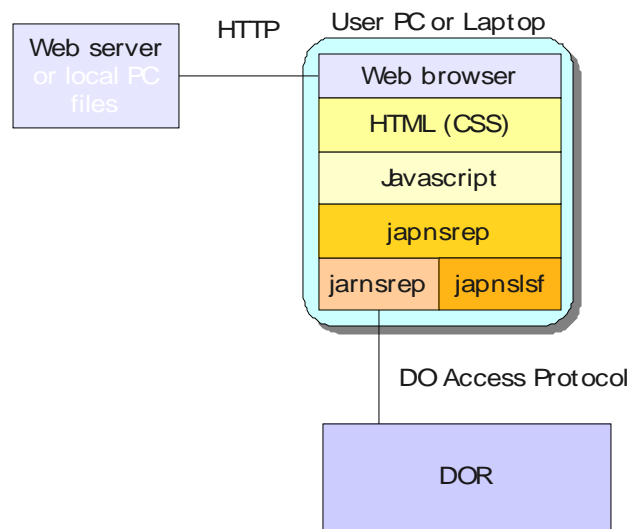 HTTP
User PC or Laptop
Web server
or local PC
files
Web browser
HTML (CSS)
Javascript
japnsrep
jarnsrep
japnslsf
DO Access Protocol
DOR